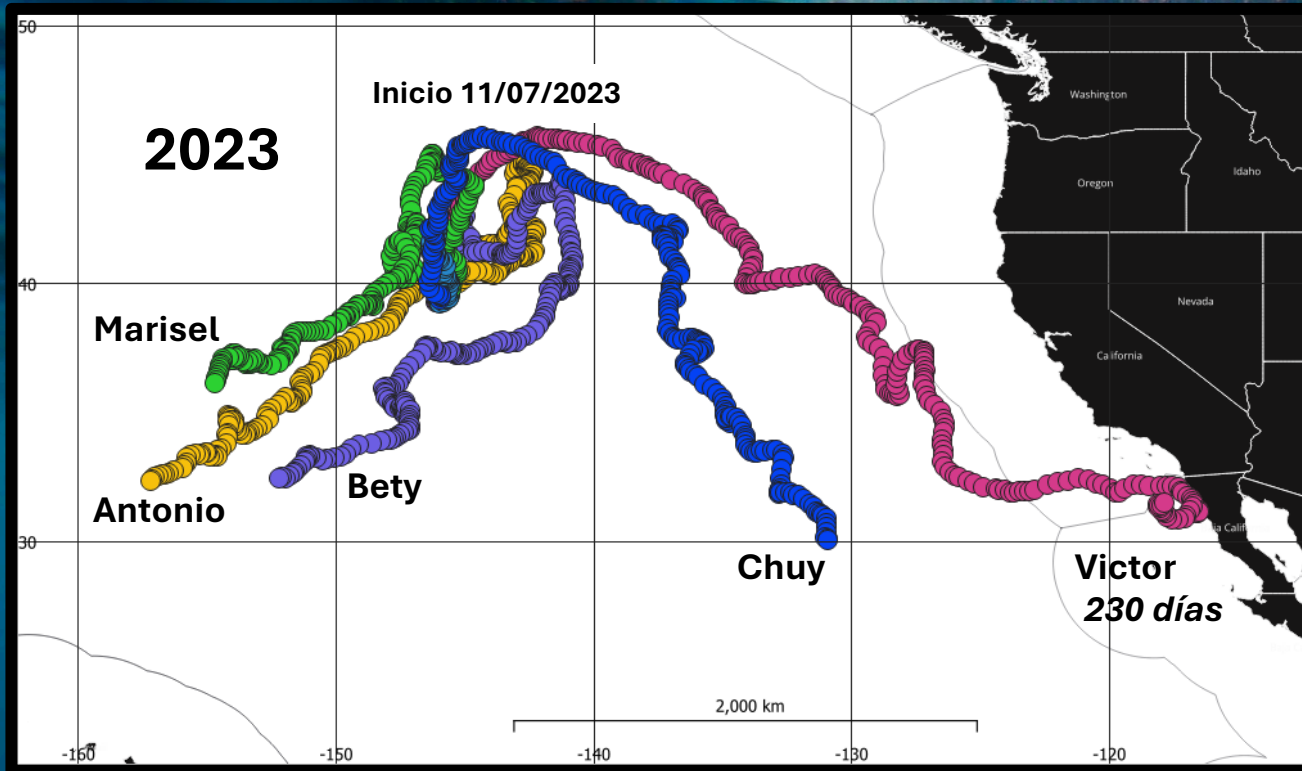 50
Inicio 11/07/2023
2023
Washington
Oregon
Idaho
40
Nevada
Marisel
California
Antonio
Bety
30
Chuy
Victor
230 días
2,000 km
-160
-150
-140
-130
-120